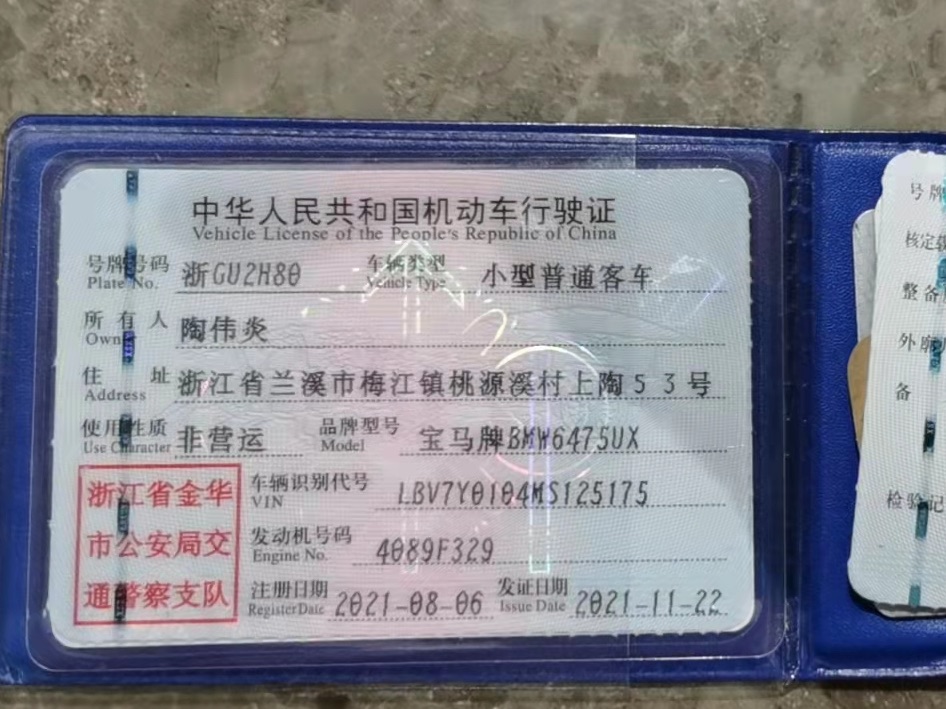 中华人民共和国机动车行驶证
Vehicle License of the People's Republic of China
号牌号码 浙GU2H80 车辆类型 小型普通客车
Plate No. Vehicle Type
所有人 陶伟炎
Owner
住址 浙江省兰溪市梅江镇桃源溪村上陶53号
Address
使用性质 非营运 品牌型号 宝马牌BMW6475UX
Use Character Model
浙江省金华
市公安局交
通警察支队
车辆识别代号 LBV7Y0104MS125175
VIN
发动机号码 4089F329
Engine No.
注册日期 2021-08-06 发证日期 2021-11-22
Register Date Issue Date
号牌
核定载
整备
外廓
备
检验记